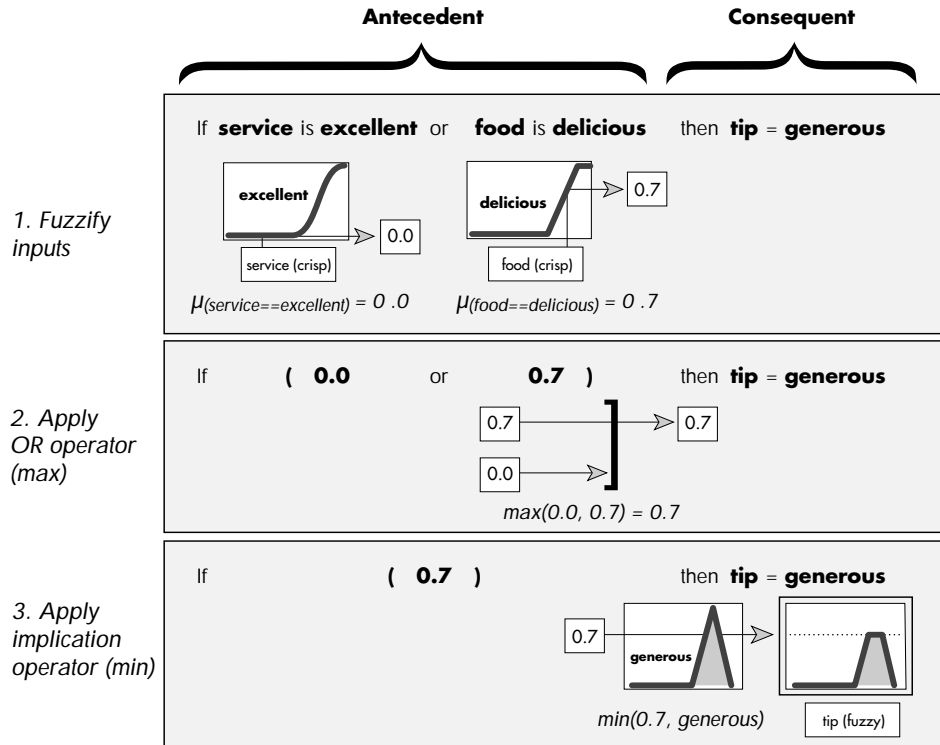 Antecedent Consequent
If service is excellent or food is delicious then tip = generous
1. Fuzzify
inputs
excellent
0.0
service (crisp)
μ(service==excellent) = 0 .0
delicious
0.7
food (crisp)
μ(food==delicious) = 0 .7
2. Apply
OR operator
(max)
If ( 0.0 or 0.7 ) then tip = generous
0.7 0.7
0.0
max(0.0, 0.7) = 0.7
3. Apply
implication
operator (min)
If ( 0.7 ) then tip = generous
0.7
generous
min(0.7, generous)
tip (fuzzy)